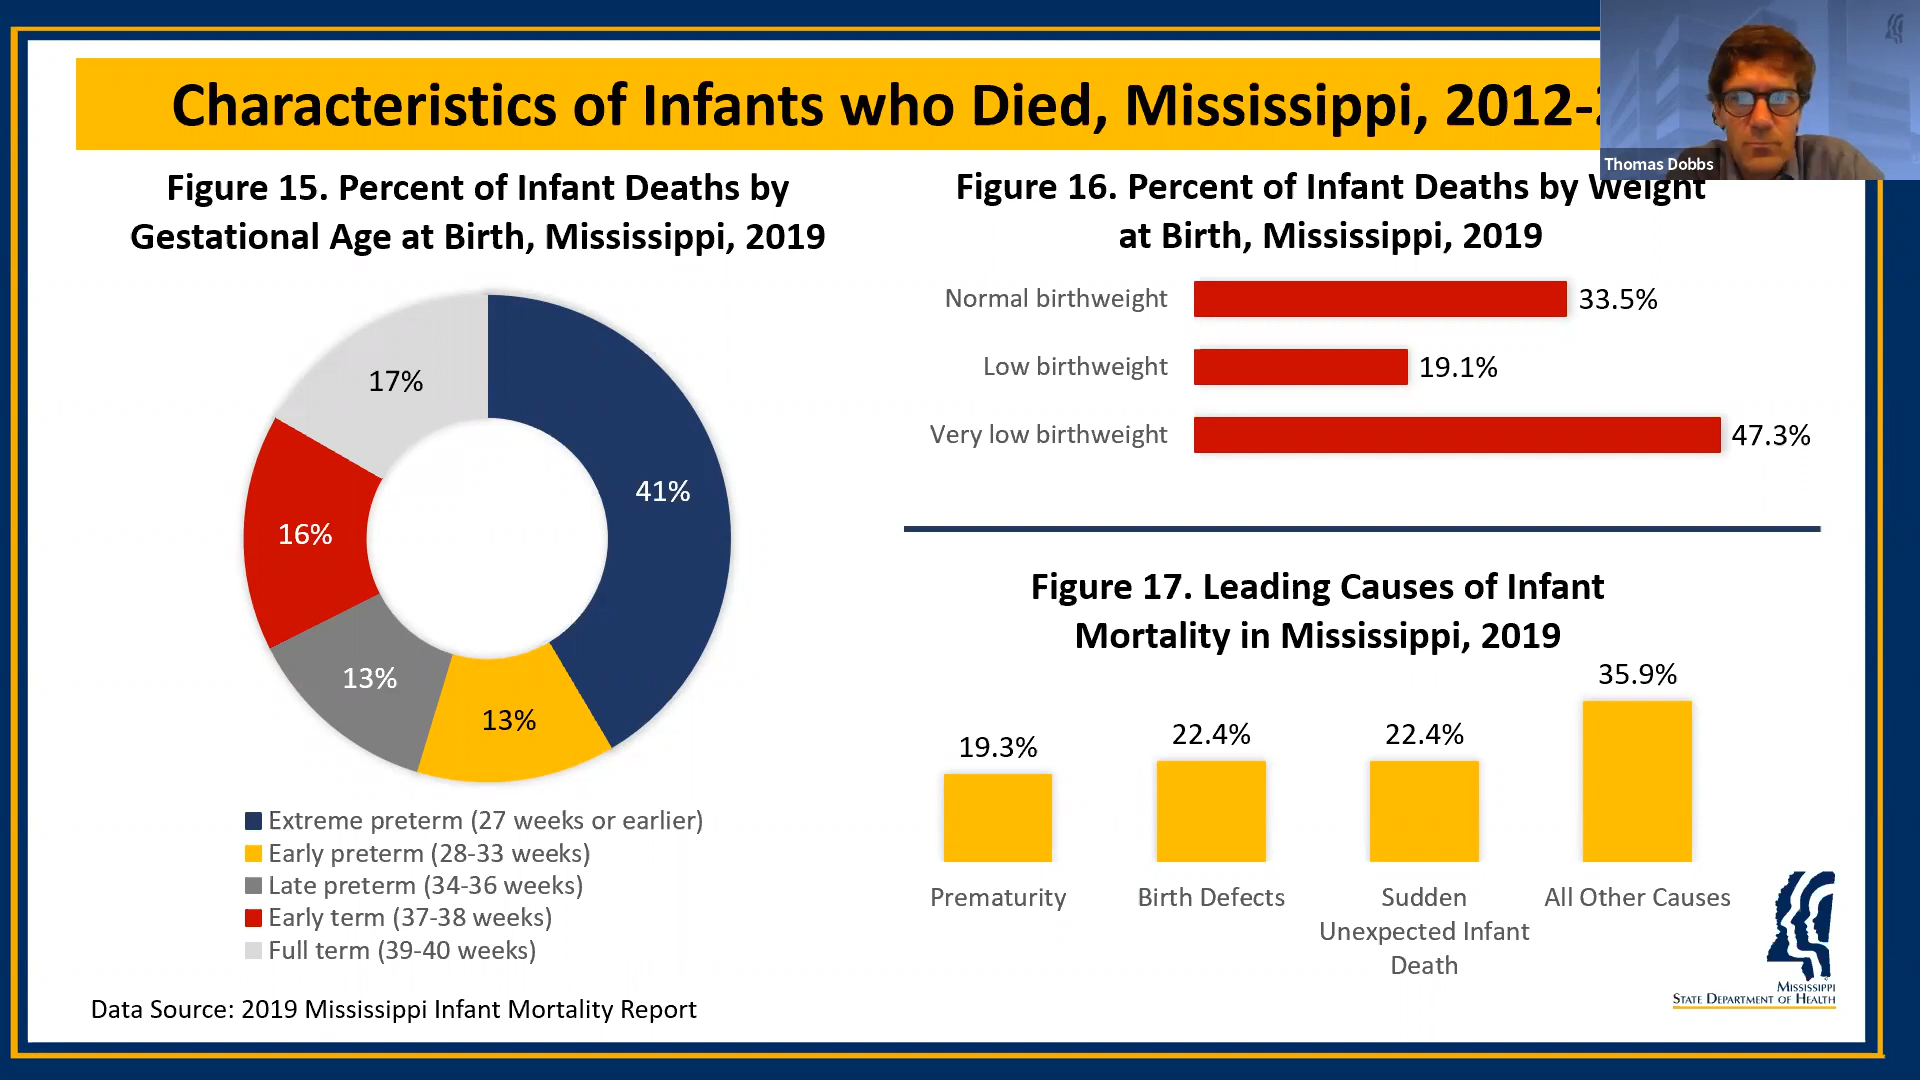 Characteristics of Infants who Died, Mississippi, 2012-
Thomas Dobbs
Figure 15. Percent of Infant Deaths by
Gestational Age at Birth, Mississippi, 2019
17%
41%
16%
13%
13%
Extreme preterm (27 weeks or earlier)
Early preterm (28-33 weeks)
Late preterm (34-36 weeks)
Early term (37-38 weeks)
Full term (39-40 weeks)
Data Source: 2019 Mississippi Infant Mortality Report
Figure 16. Percent of Infant Deaths by Weight
at Birth, Mississippi, 2019
Normal birthweight 33.5%
Low birthweight 19.1%
Very low birthweight 47.3%
Figure 17. Leading Causes of Infant
Mortality in Mississippi, 2019
19.3% 22.4% 22.4% 35.9%
Prematurity Birth Defects Sudden All Other Causes
Unexpected Infant
Death
MISSISSIPPI
STATE DEPARTMENT OF HEALTH